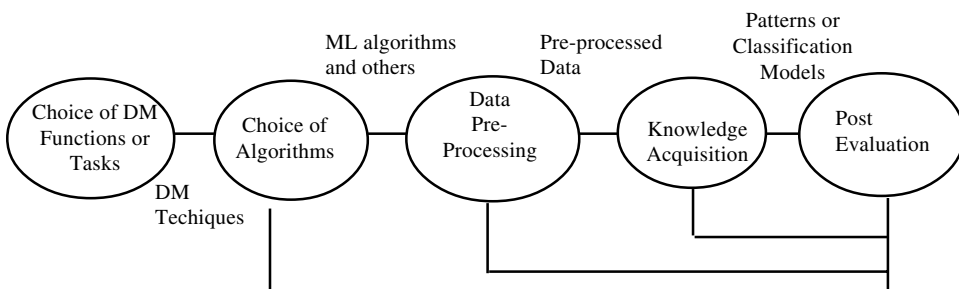 Patterns or
Classification
Models
ML algorithms
and others
Pre-processed
Data
Choice of DM
Functions or
Tasks
Choice of
Algorithms
Data
Pre-
Processing
Knowledge
Acquisition
Post
Evaluation
DM
Techiques